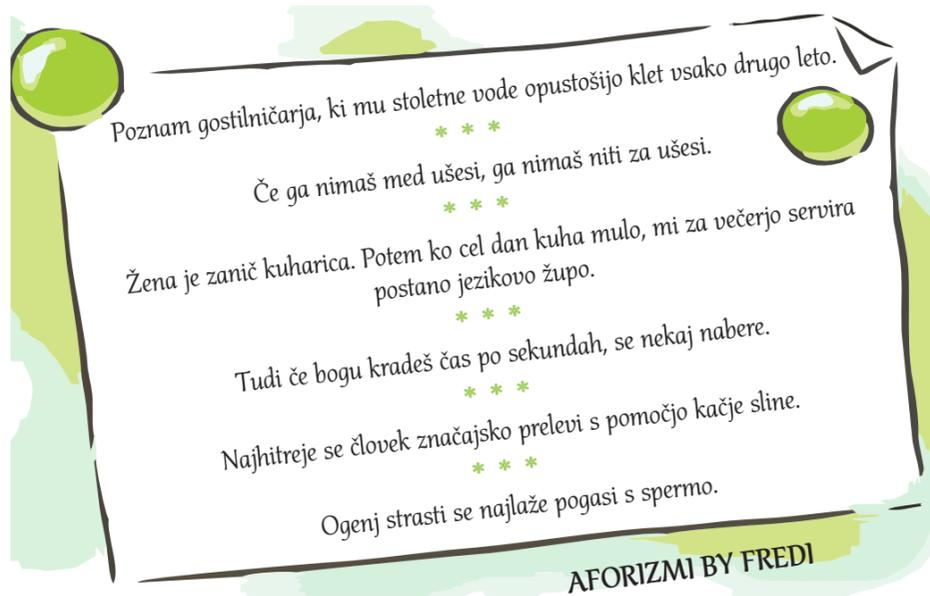 Poznam gostilničarja, ki mu stoletne vode opustošijo klet vsako drugo leto.
* * *
Če ga nimaš med ušesi, ga nimaš niti za ušesi.
* * *
Žena je zanič kuharica. Potem ko cel dan kuha mulo, mi za večerjo servira
postano jezikovo župo.
* * *
Tudi če bogu kradeš čas po sekundah, se nekaj nabere.
* * *
Najhitreje se človek značajsko prelevi s pomočjo kačje sline.
* * *
Ogenj strasti se najlaže pogasi s spermo.
AFORIZMI BY FREDI